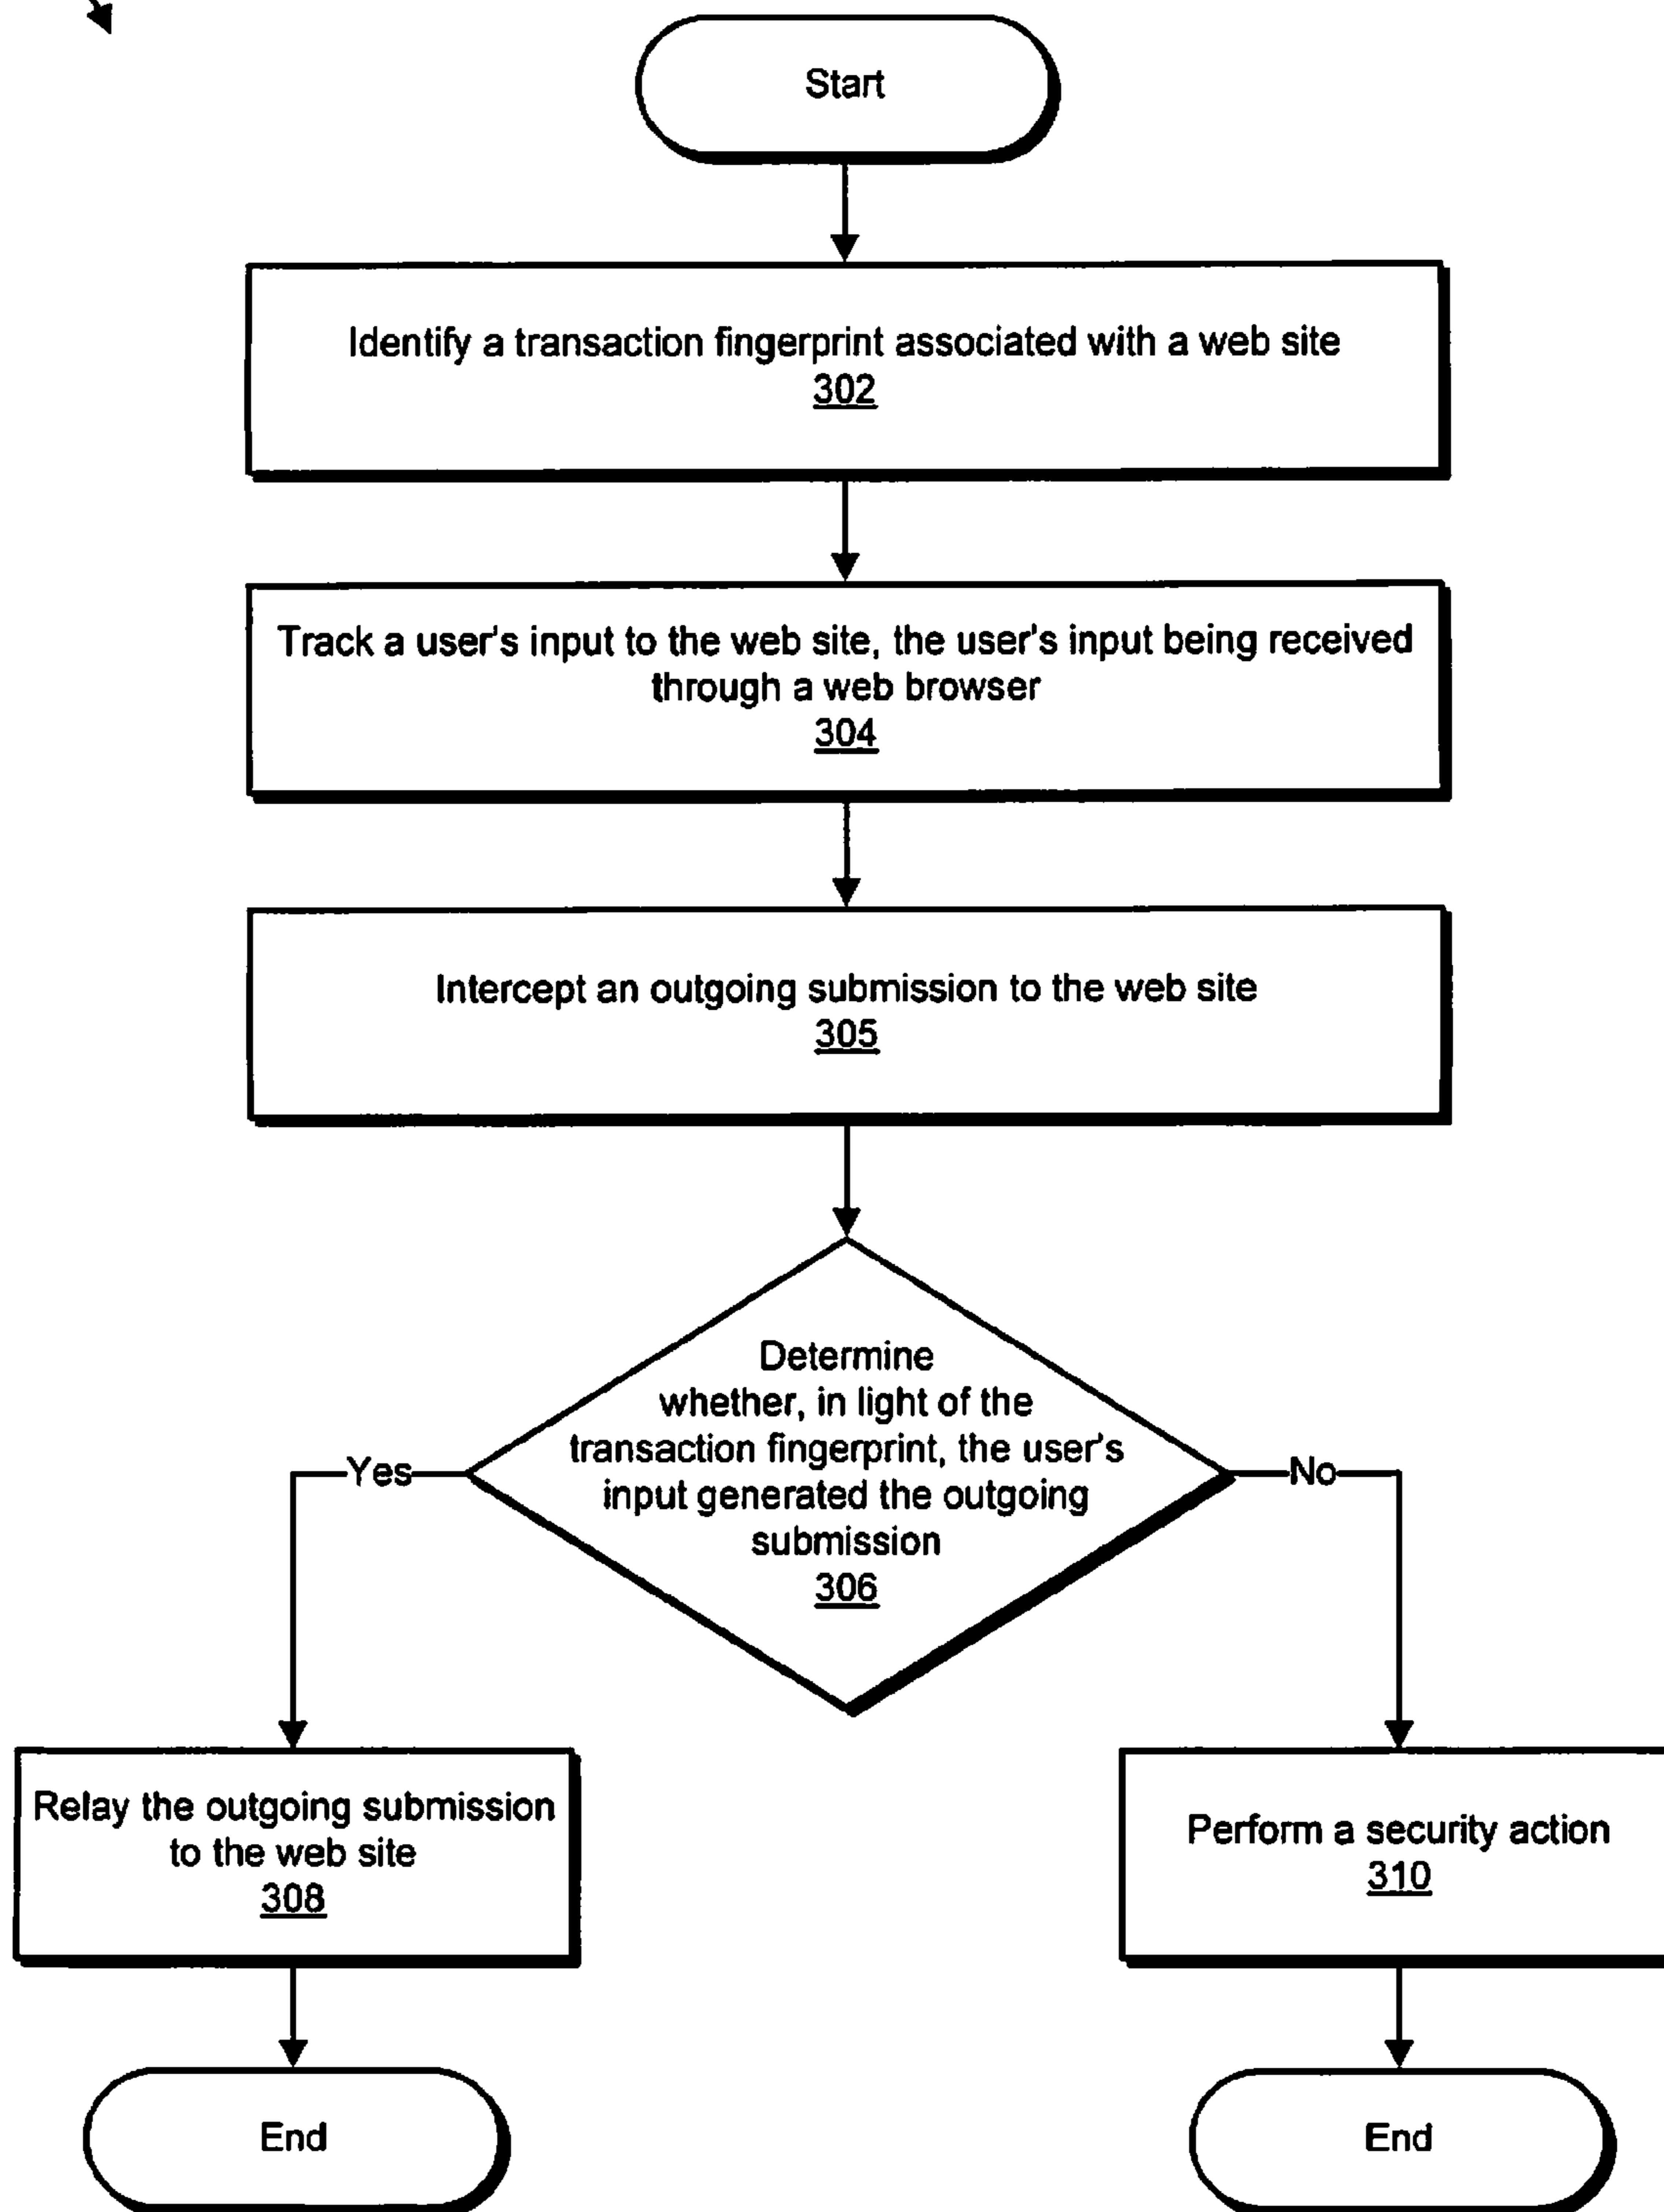 Start
Identify a transaction fingerprint associated with a web site
302
Track a user's input to the web site, the user's input being received
through a web browser
304
Intercept an outgoing submission to the web site
305
Determine
whether, in light of the
transaction fingerprint, the user's
input generated the outgoing
submission
306
Yes
No
Relay the outgoing submission
to the web site
308
Perform a security action
310
End
End